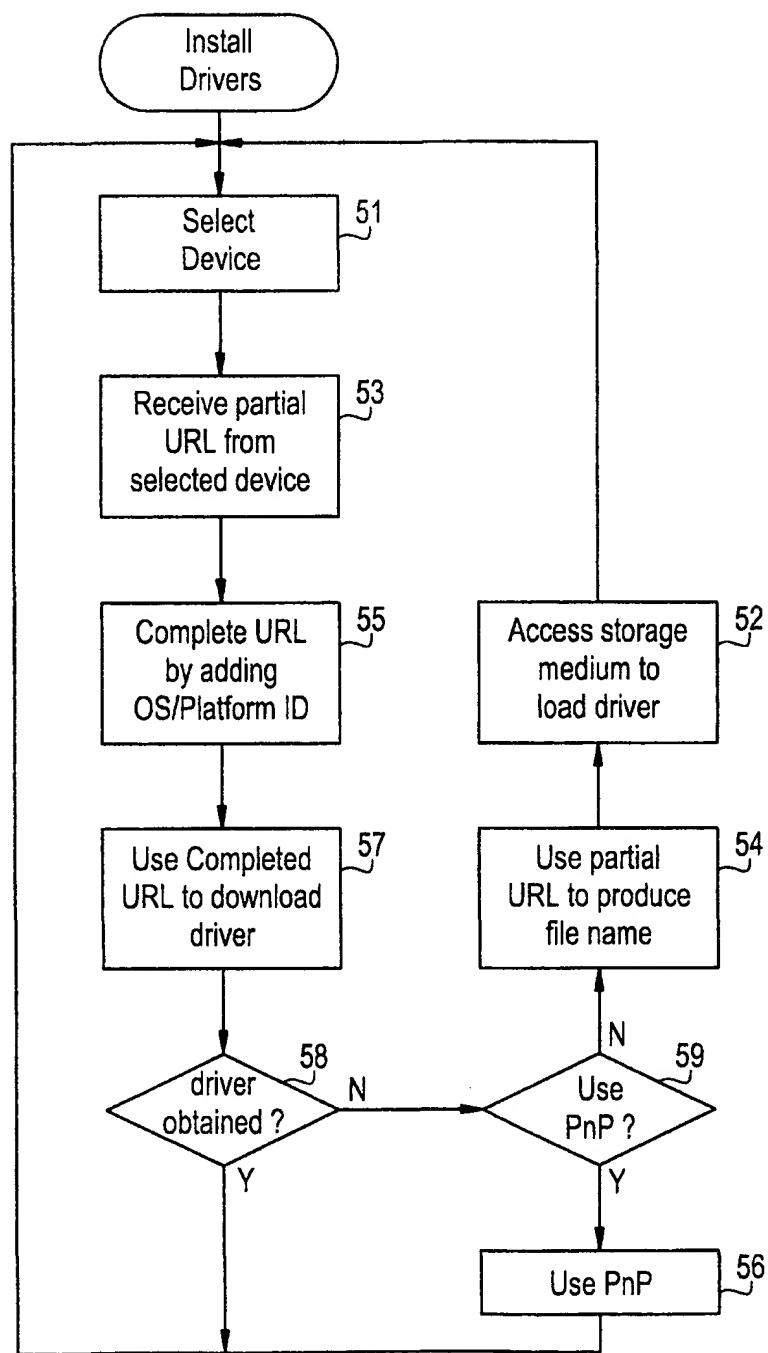 Install
Drivers
Select
Device
51
Receive partial
URL from
selected device
53
Complete URL
by adding
OS/Platform ID
55
Access storage
medium to
load driver
52
Use Completed
URL to download
driver
57
Use partial
URL to produce
file name
54
driver
obtained ?
58
N
Y
Use
PnP ?
59
N
Y
Use PnP
56